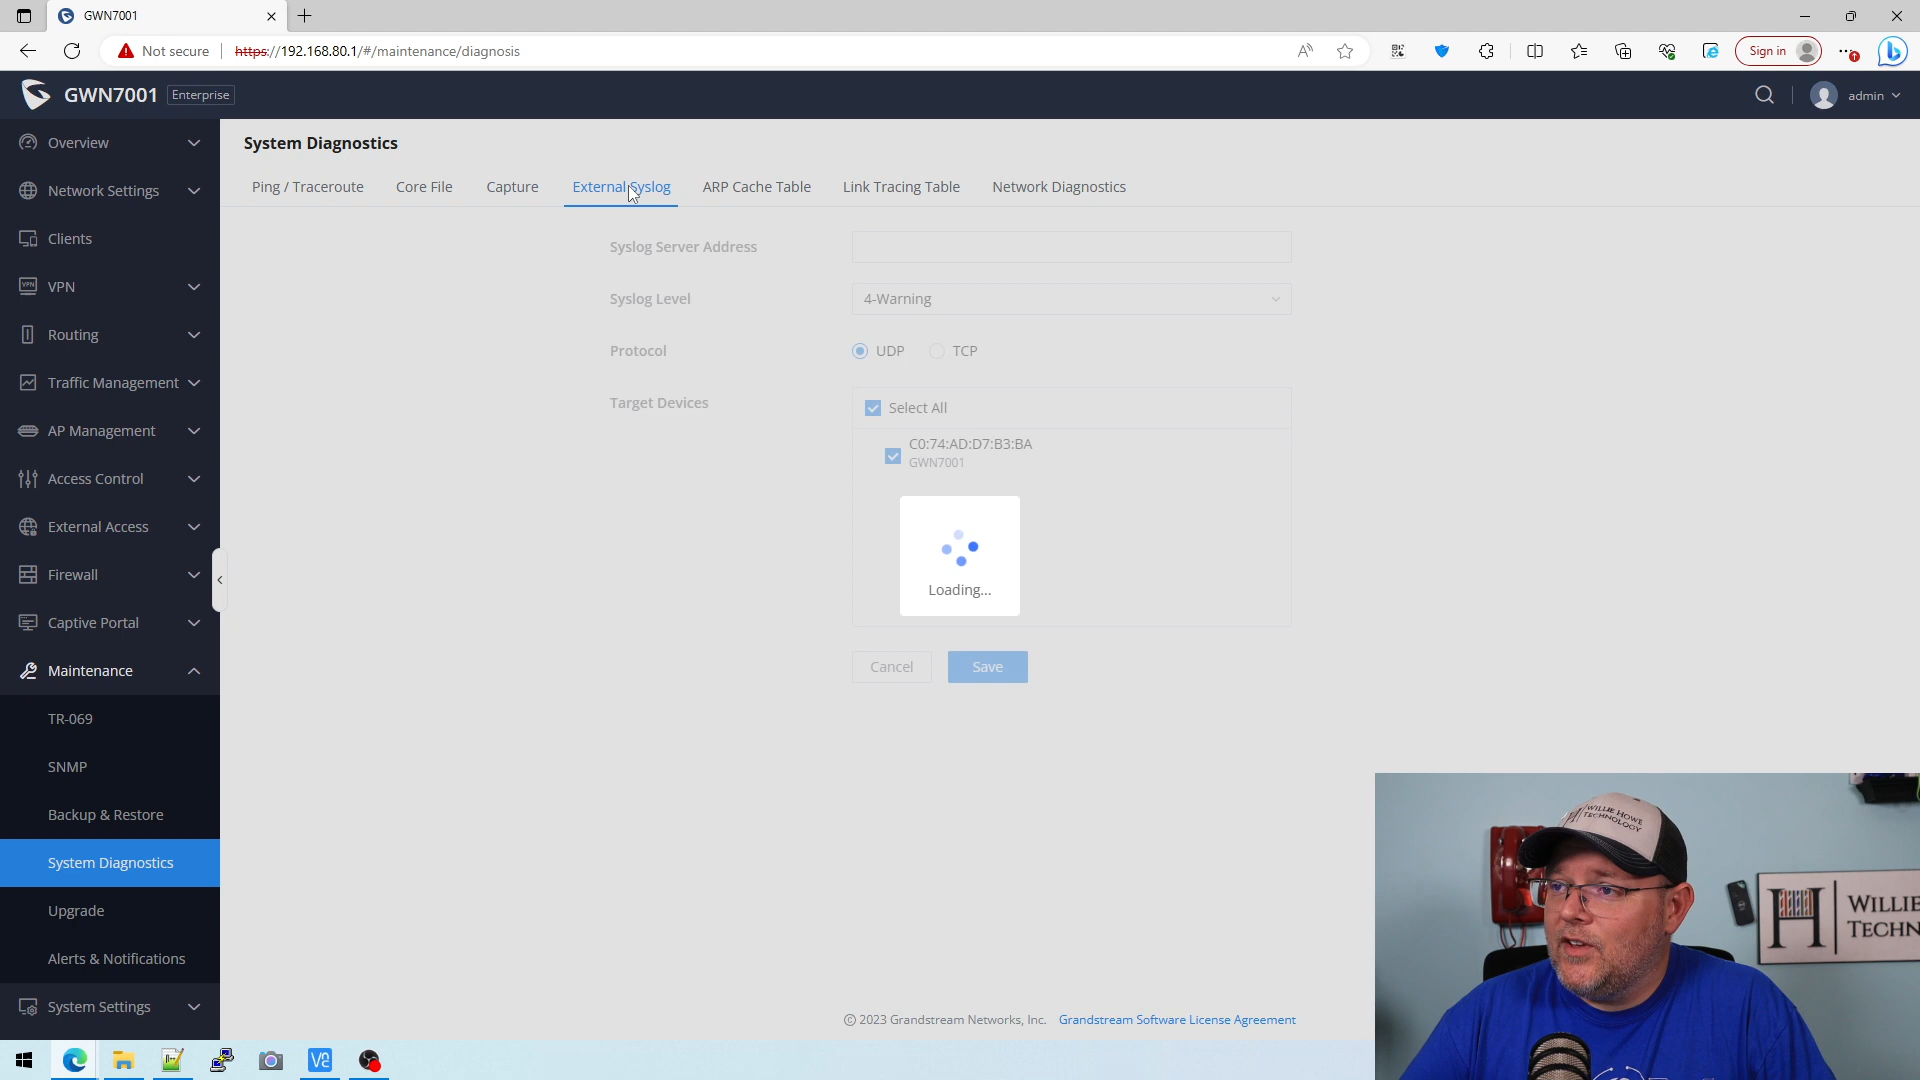 GWN7001
Not secure
https://192.168.80.1/#/maintenance/diagnosis
Sign in
GWN7001 Enterprise
admin
Overview
Network Settings
Clients
VPN
Routing
Traffic Management
AP Management
Access Control
External Access
Firewall
Captive Portal
Maintenance
TR-069
SNMP
Backup & Restore
System Diagnostics
Upgrade
Alerts & Notifications
System Settings
System Diagnostics
Ping / Traceroute
Core File
Capture
External Syslog
ARP Cache Table
Link Tracing Table
Network Diagnostics
Syslog Server Address
Syslog Level
4-Warning
Protocol
UDP
TCP
Target Devices
Select All
C0:74:AD:D7:B3:BA
GWN7001
Loading...
Cancel
Save
© 2023 Grandstream Networks, Inc.
Grandstream Software License Agreement
WILLIE HOWE
TECHNOLOGY
WILLIE
TECHN